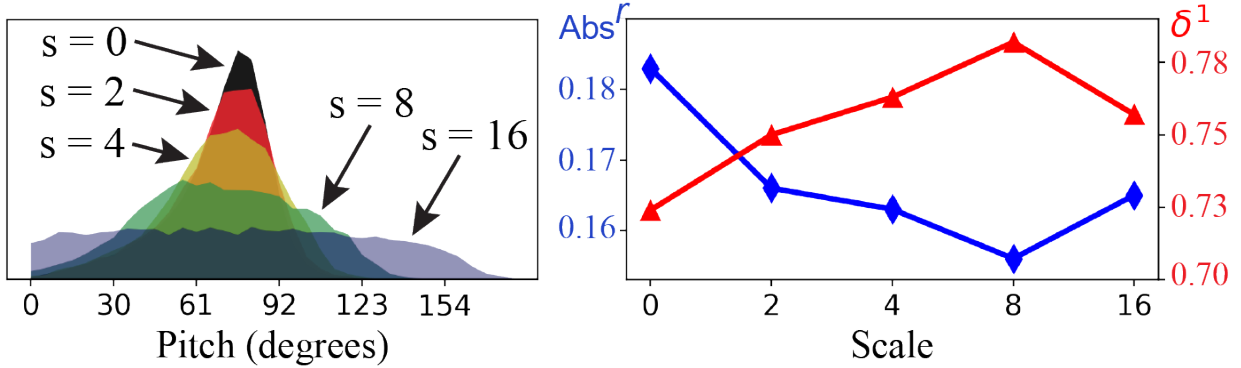 s = 0
s = 2
s = 4
s = 8
s = 16
0 30 61 92 123 154
Pitch (degrees)
Abs^r
0.18
0.17
0.16
δ^1
0.78
0.75
0.73
0.70
0 2 4 8 16
Scale